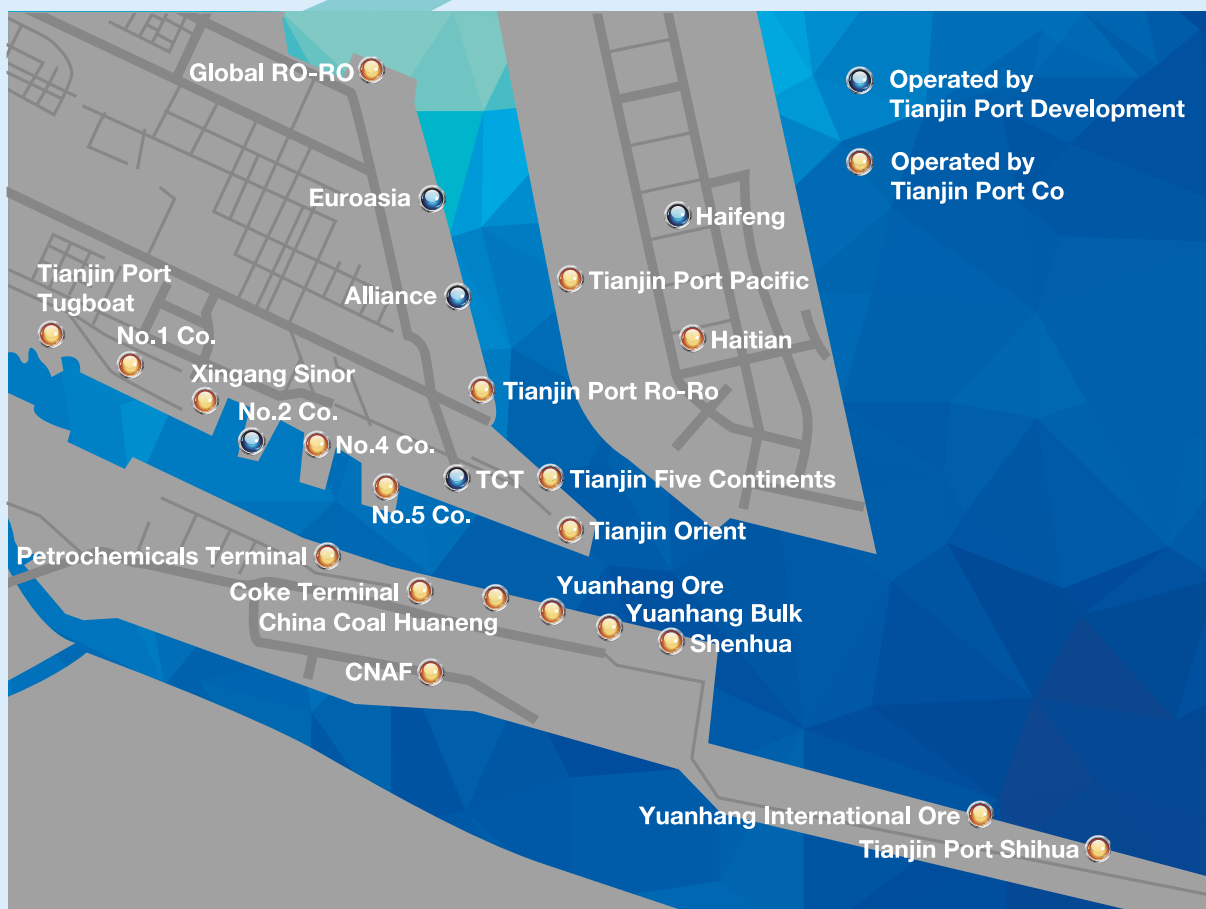 Global RO-RO
Operated by
Tianjin Port Development
Operated by
Tianjin Port Co
Euroasia
Haifeng
Tianjin Port
Tugboat
Tianjin Port Pacific
Alliance
No.1 Co.
Haitian
Xingang Sinor
Tianjin Port Ro-Ro
No.2 Co.
No.4 Co.
TCT
Tianjin Five Continents
No.5 Co.
Tianjin Orient
Petrochemicals Terminal
Coke Terminal
Yuanhang Ore
China Coal Huaneng
Yuanhang Bulk
Shenhua
CNAF
Yuanhang International Ore
Tianjin Port Shihua